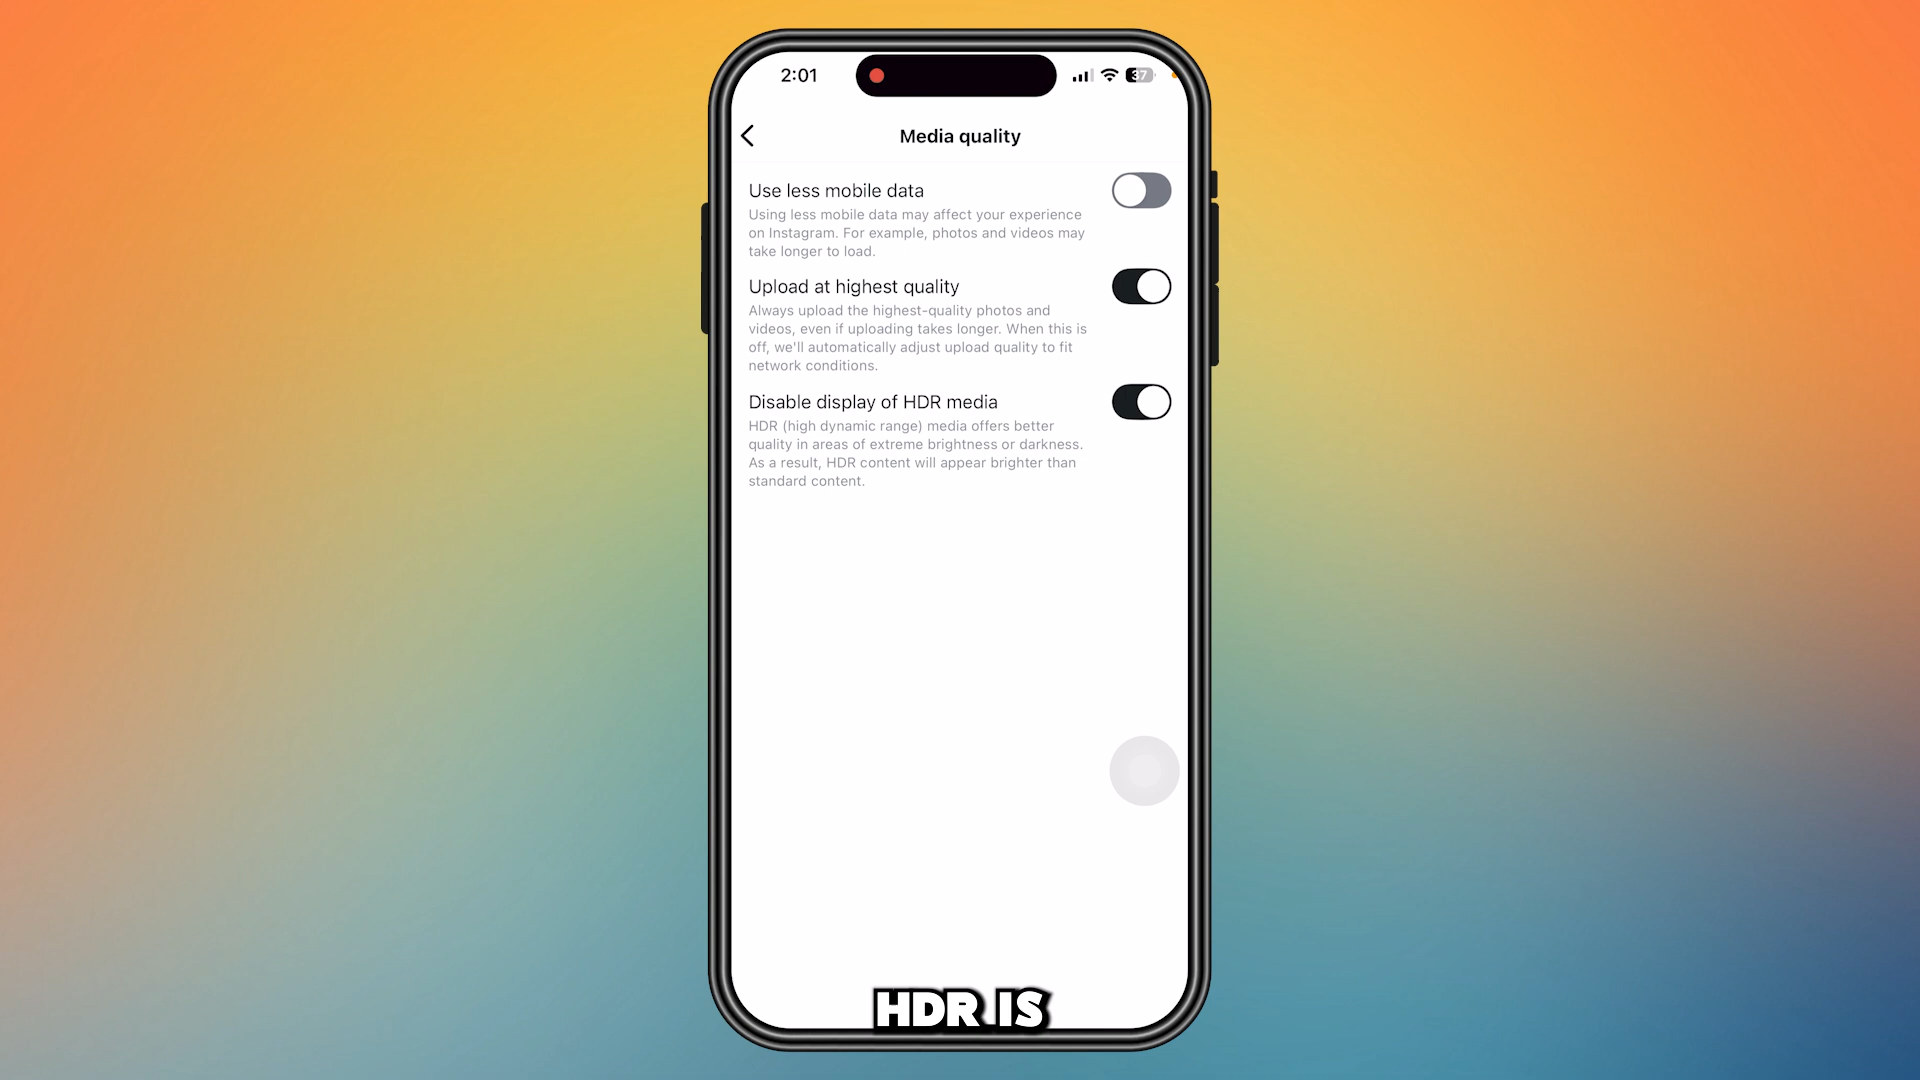 2:01
37
Media quality
Use less mobile data
Using less mobile data may affect your experience
on Instagram. For example, photos and videos may
take longer to load.
Upload at highest quality
Always upload the highest-quality photos and
videos, even if uploading takes longer. When this is
off, we'll automatically adjust upload quality to fit
network conditions.
Disable display of HDR media
HDR (high dynamic range) media offers better
quality in areas of extreme brightness or darkness.
As a result, HDR content will appear brighter than
standard content.
HDR IS